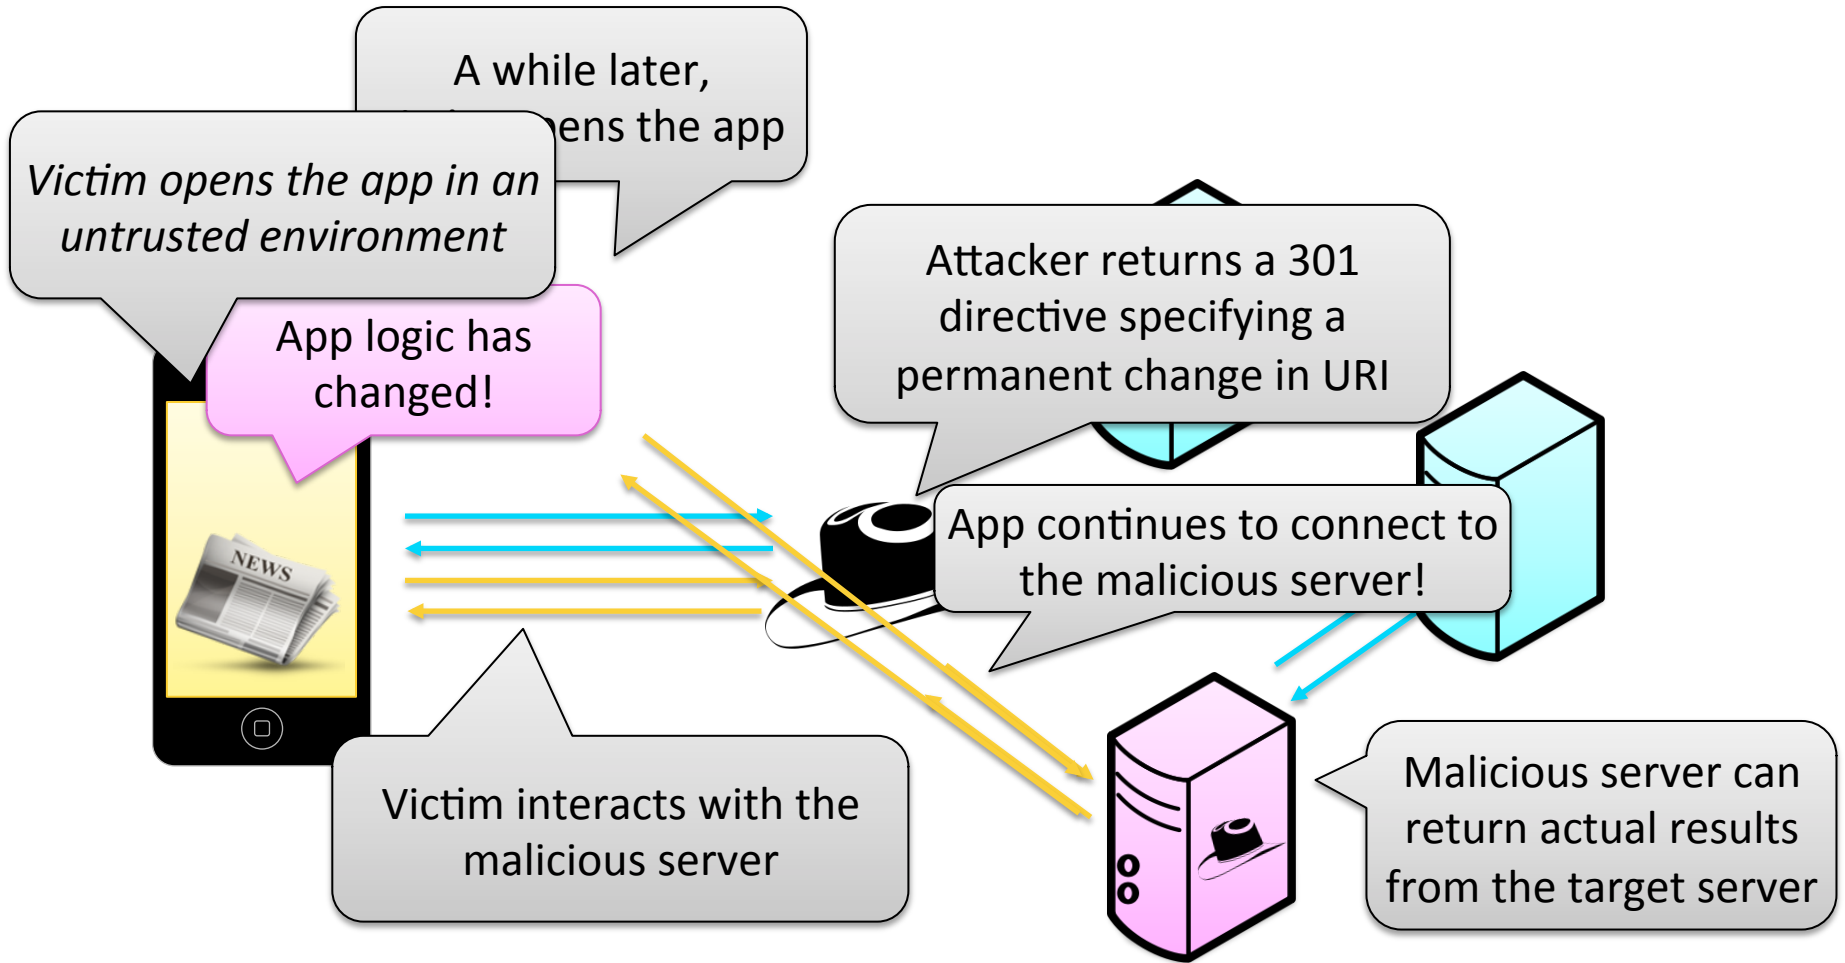 A while later,
opens the app
Victim opens the app in an
untrusted environment
App logic has
changed!
Attacker returns a 301
directive specifying a
permanent change in URI
App continues to connect to
the malicious server!
NEWS
Victim interacts with the
malicious server
Malicious server can
return actual results
from the target server